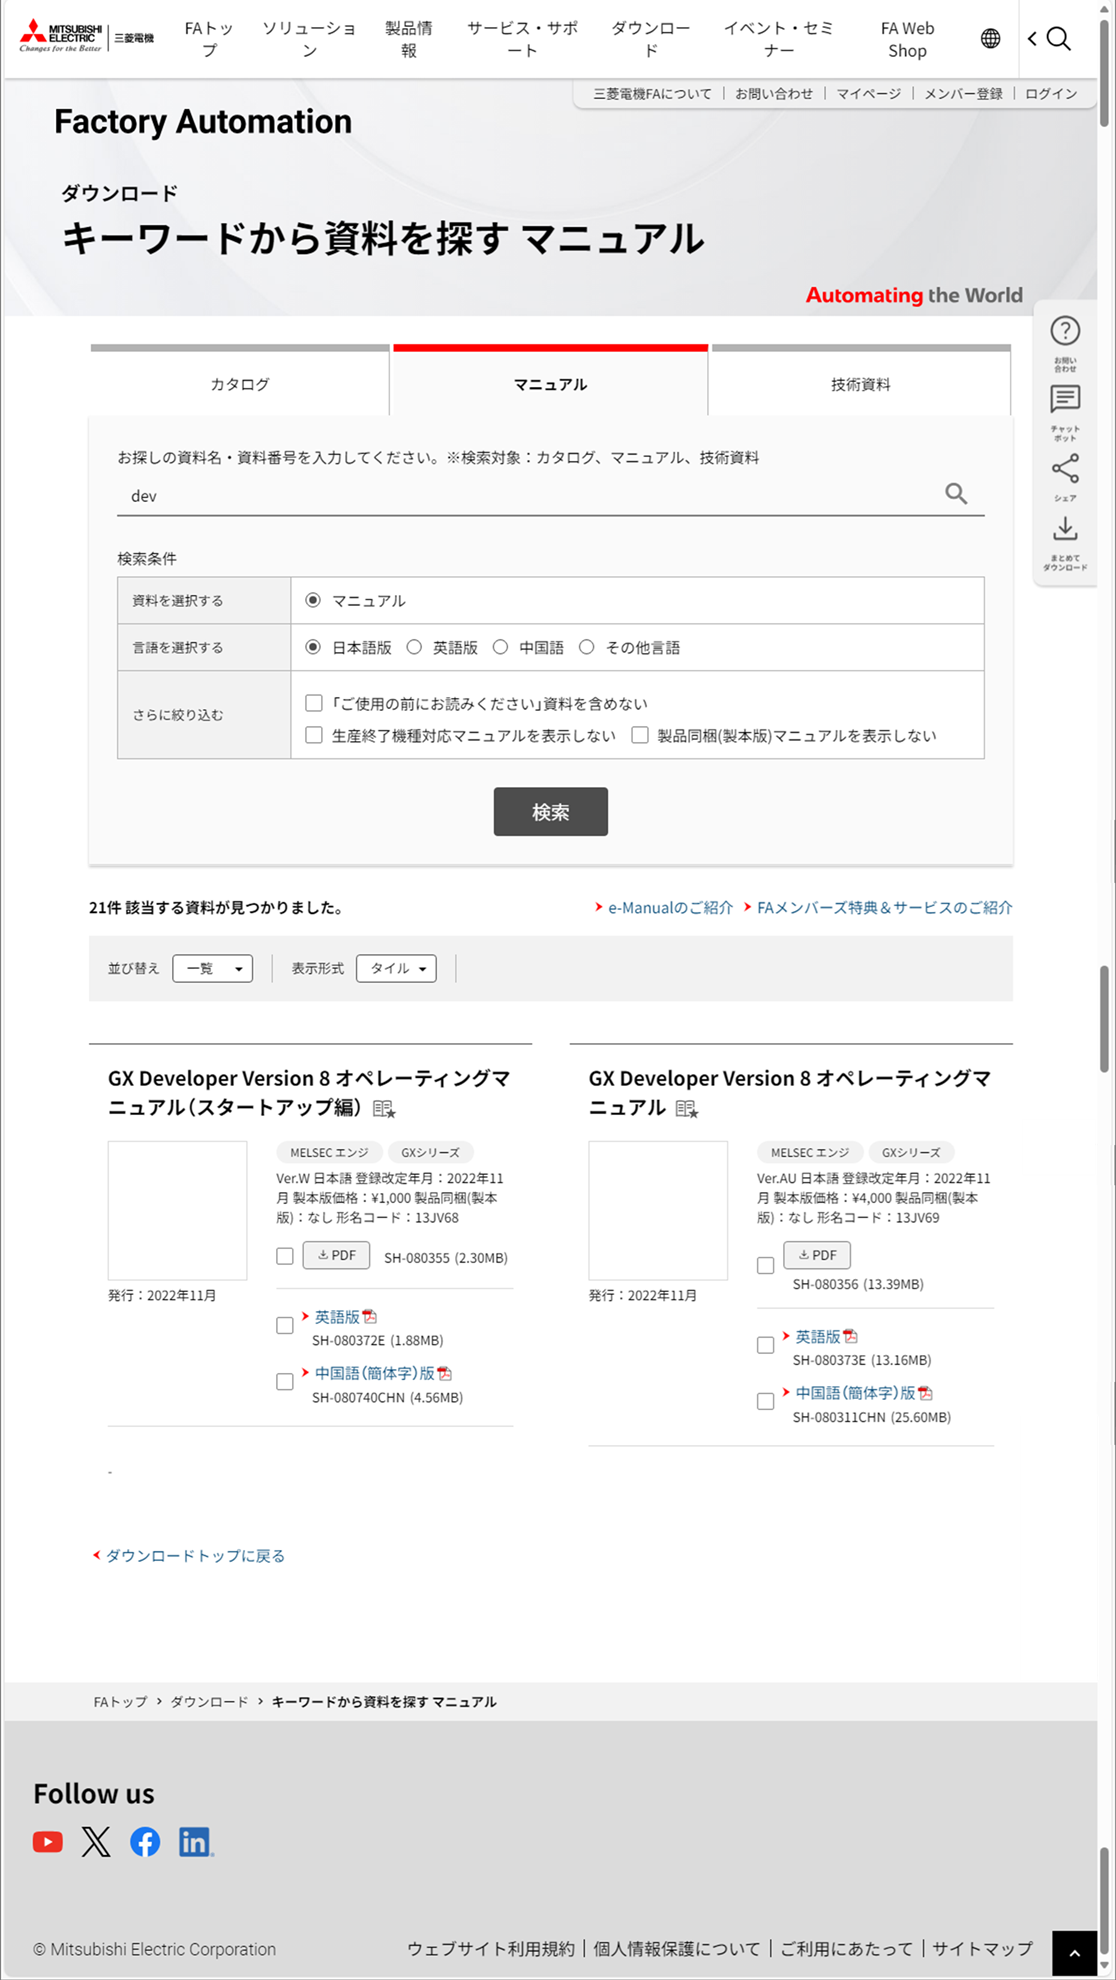 MITSUBISHI ELECTRIC
Changes for the Better
三菱電機
FAトップ
ソリューション
製品情報
サービス・サポート
ダウンロード
イベント・セミナー
FA Web Shop
三菱電機FAについて
お問い合わせ
マイページ
メンバー登録
ログイン
Factory Automation
ダウンロード
キーワードから資料を探す マニュアル
Automating the World
お問い合わせ
チャットボット
シェア
まとめてダウンロード
カタログ
マニュアル
技術資料
お探しの資料名・資料番号を入力してください。※検索対象：カタログ、マニュアル、技術資料
dev
検索条件
資料を選択する
マニュアル
言語を選択する
日本語版 英語版 中国語 その他言語
さらに絞り込む
「ご使用の前にお読みください」資料を含めない
生産終了機種対応マニュアルを表示しない 製品同梱(製本版)マニュアルを表示しない
検索
21件 該当する資料が見つかりました。
e-Manualのご紹介 FAメンバーズ特典＆サービスのご紹介
並び替え 一覧 表示形式 タイル
GX Developer Version 8 オペレーティングマ
ニュアル（スタートアップ編）
MELSEC エンジ GXシリーズ
Ver.W 日本語 登録改定年月：2022年11
月 製本版価格：¥1,000 製品同梱(製本
版)：なし 形名コード：13JV68
PDF SH-080355 (2.30MB)
発行：2022年11月
英語版
SH-080372E (1.88MB)
中国語（簡体字）版
SH-080740CHN (4.56MB)
-
GX Developer Version 8 オペレーティングマ
ニュアル
MELSEC エンジ GXシリーズ
Ver.AU 日本語 登録改定年月：2022年11
月 製本版価格：¥4,000 製品同梱(製本
版)：なし 形名コード：13JV69
PDF
SH-080356 (13.39MB)
発行：2022年11月
英語版
SH-080373E (13.16MB)
中国語（簡体字）版
SH-080311CHN (25.60MB)
ダウンロードトップに戻る
FAトップ > ダウンロード > キーワードから資料を探す マニュアル
Follow us
© Mitsubishi Electric Corporation
ウェブサイト利用規約 | 個人情報保護について | ご利用にあたって | サイトマップ